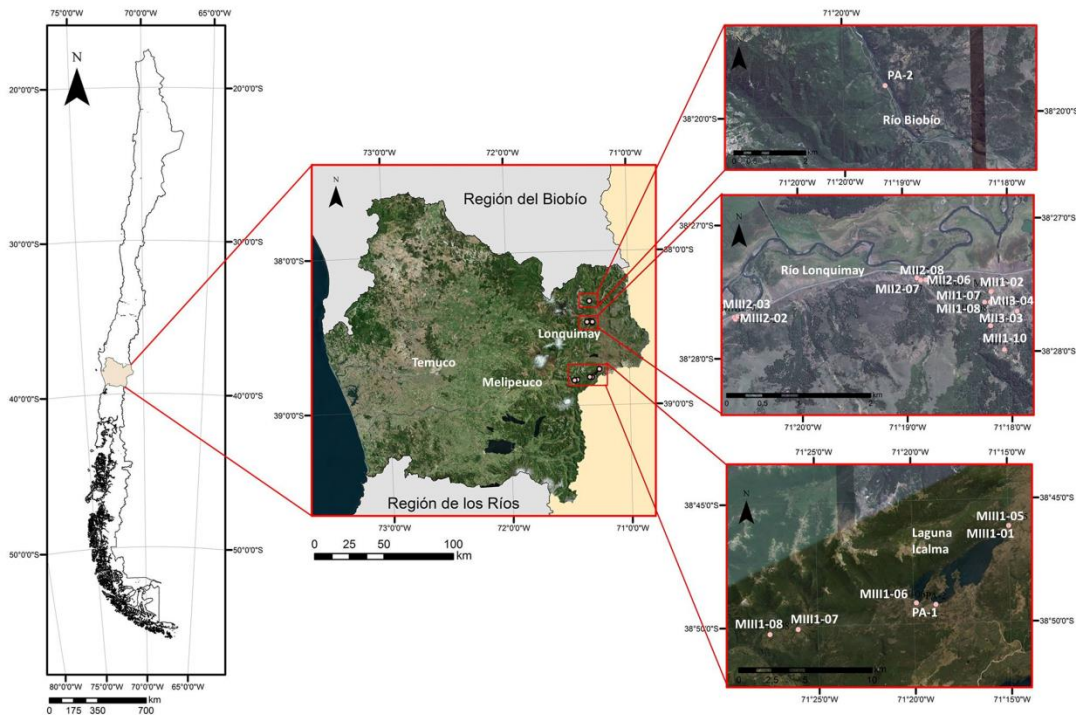 75°0'0"W
70°0'0"W
65°0'0"W
N
20°0'0"S
20°0'0"S
30°0'0"S
30°0'0"S
40°0'0"S
40°0'0"S
50°0'0"S
50°0'0"S
80°0'0"W
75°0'0"W
70°0'0"W
65°0'0"W
0 175 350 700
km
73°0'0"W
72°0'0"W
71°0'0"W
N
Región del Biobío
38°0'0"S
38°0'0"S
Lonquimay
Temuco
Melipeuco
39°0'0"S
39°0'0"S
Región de los Ríos
73°0'0"W
72°0'0"W
71°0'0"W
0 25 50 100
km
71°20'0"W
N
PA-2
Río Biobío
38°20'0"S
38°20'0"S
km
71°20'0"W
71°20'0"W
71°19'0"W
71°18'0"W
N
38°27'0"S
38°27'0"S
Río Lonquimay
MII2-08
MII2-06
MII2-07
MII1-02
MII1-07
MII3-04
MII1-08
MII3-03
MIII2-03
MIII2-02
MII1-10
38°28'0"S
38°28'0"S
0 0,5 1 2
km
71°20'0"W
71°19'0"W
71°18'0"W
71°25'0"W
71°20'0"W
71°15'0"W
38°45'0"S
38°45'0"S
N
MIII1-05
Laguna
MIII1-01
Icalma
MIII1-06
PA-1
MIII1-08
MIII1-07
38°50'0"S
38°50'0"S
0 2,5 5 10
km
71°25'0"W
71°20'0"W
71°15'0"W